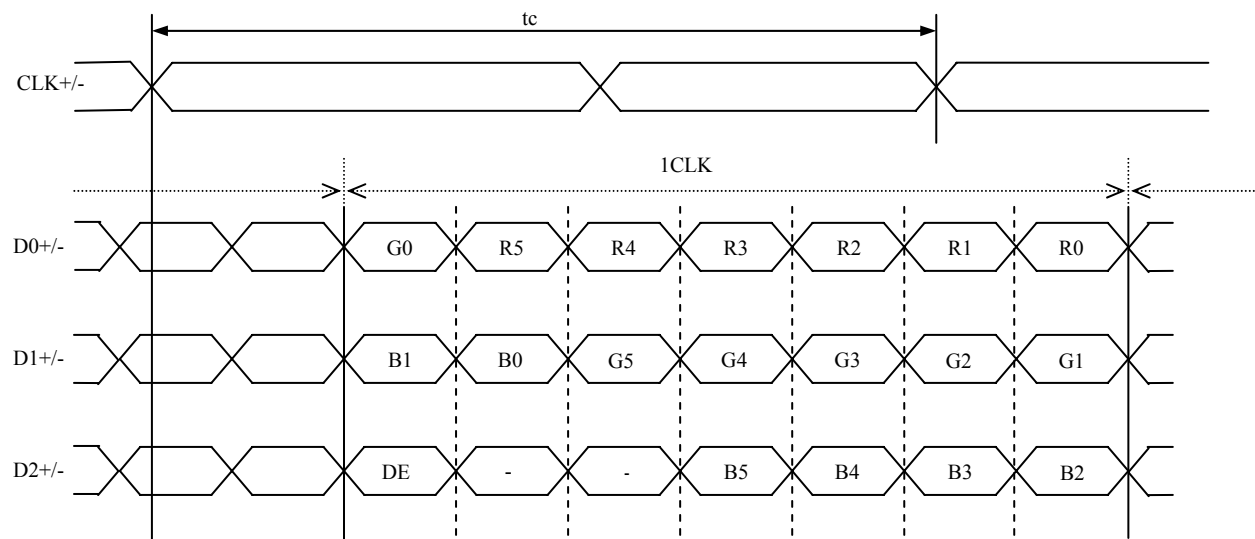 tc
CLK+/-
1CLK
D0+/- G0 R5 R4 R3 R2 R1 R0
D1+/- B1 B0 G5 G4 G3 G2 G1
D2+/- DE - - B5 B4 B3 B2